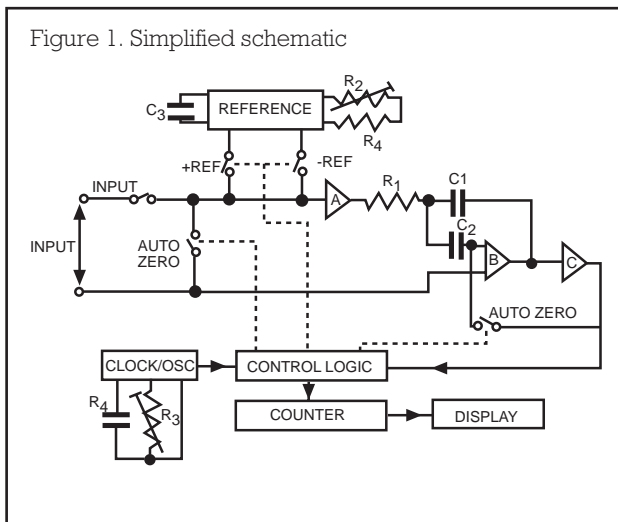 Figure 1. Simplified schematic
R2
C3
REFERENCE
R4
+REF
-REF
INPUT
A
R1
C1
C2
INPUT
AUTO
ZERO
B
C
AUTO ZERO
CLOCK/OSC
CONTROL LOGIC
R4
R3
COUNTER
DISPLAY